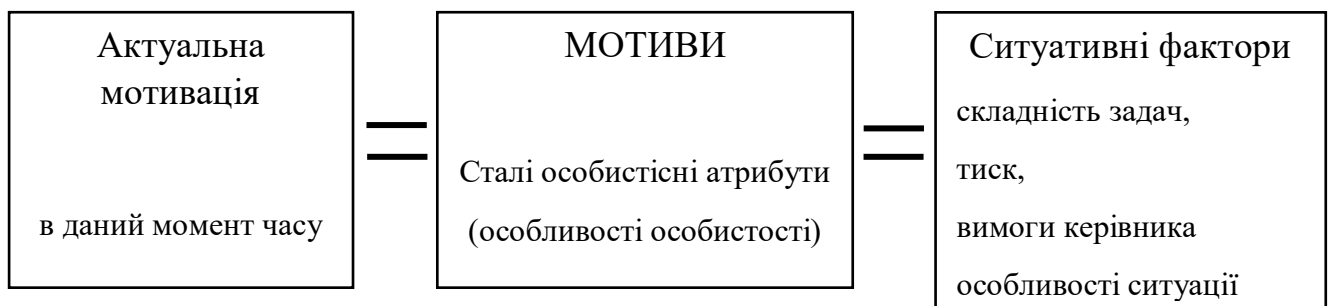 Актуальна
мотивація
в даний момент часу
=
МОТИВИ
Сталі особистісні атрибути
(особливості особистості)
=
Ситуативні фактори
складність задач,
тиск,
вимоги керівника
особливості ситуації